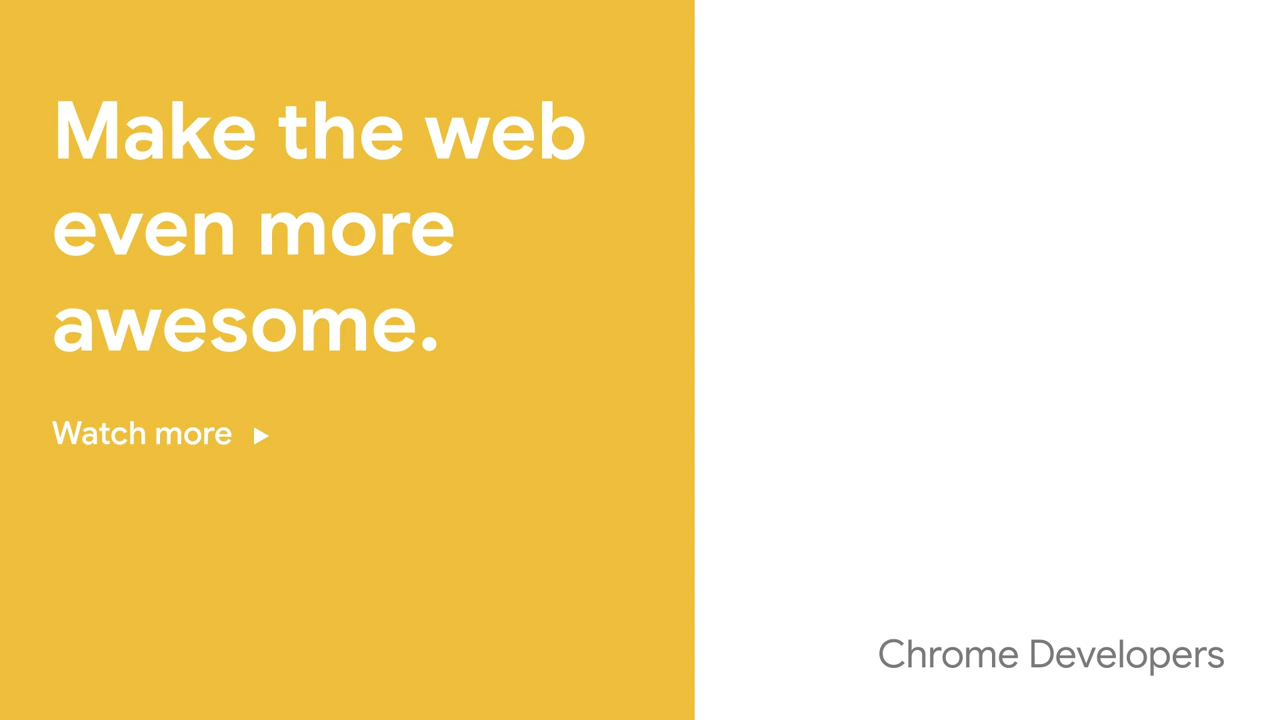 Make the web
even more
awesome.
Watch more
Chrome Developers